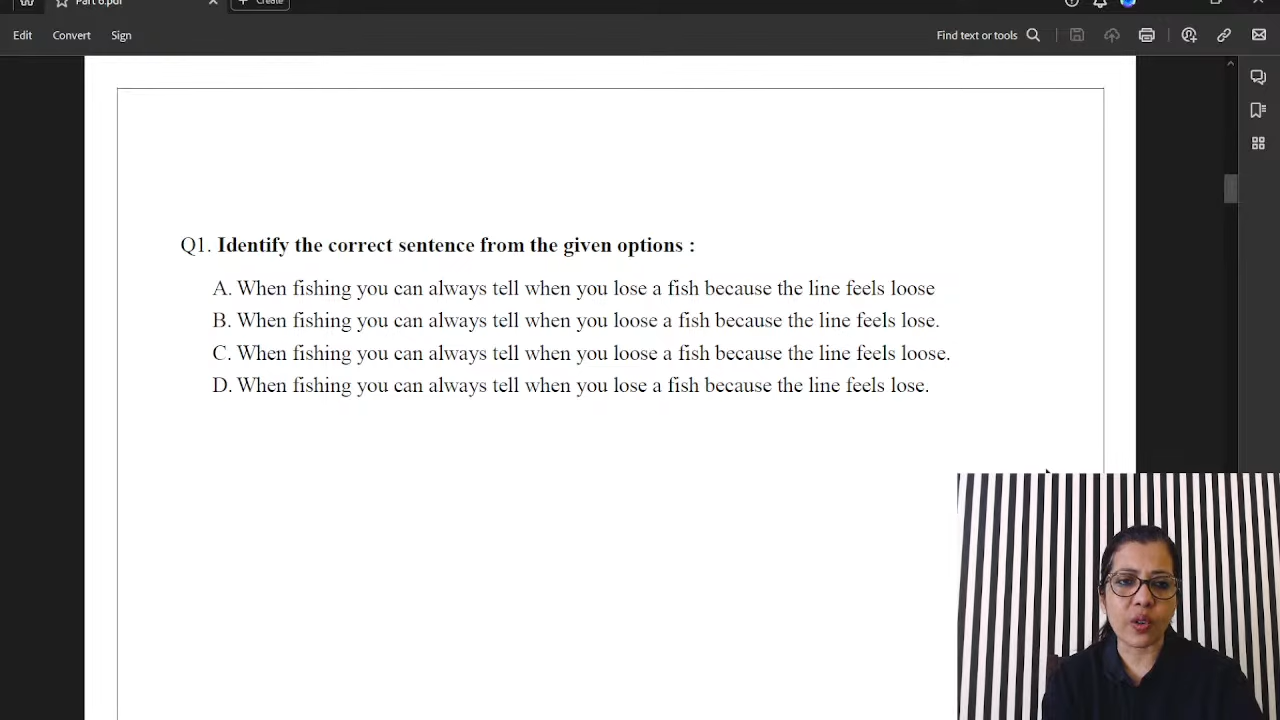 Part 6.pdf
Create
Edit
Convert
Sign
Find text or tools
Q1. Identify the correct sentence from the given options :
A. When fishing you can always tell when you lose a fish because the line feels loose
B. When fishing you can always tell when you loose a fish because the line feels lose.
C. When fishing you can always tell when you loose a fish because the line feels loose.
D. When fishing you can always tell when you lose a fish because the line feels lose.